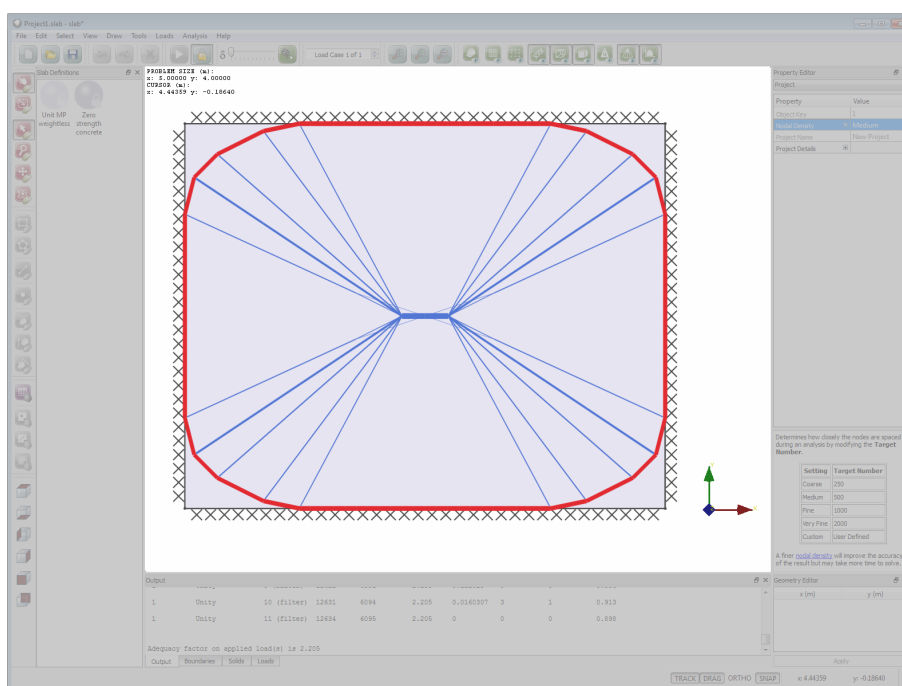 Project1.slab - slab*
File Edit Select View Draw Tools Loads Analysis Help
Load Case 1 of 1
Slab Definitions
Unit MP weightless
Zero strength concrete
PROBLEM SIZE (m):
x: 5.00000 y: 4.00000
CURSOR (m):
x: 4.44359 y: -0.18640
Property Editor
Project
Property Value
Object Key 1
Nodal Density Medium
Project Name New Project
Project Details
Determines how closely the nodes are spaced
during an analysis by modifying the Target
Number.
Setting Target Number
Coarse 250
Medium 500
Fine 1000
Very Fine 2000
Custom User Defined
A finer nodal density will improve the accuracy
of the result but may take more time to solve.
Output
1 Unity 10 (filter) 12631 6094 2.205 0.0160307 3 1 0.913
1 Unity 11 (filter) 12634 6095 2.205 0 0 0 0.898
Adequacy factor on applied load(s) is 2.205
Output Boundaries Solids Loads
Geometry Editor
x (m) y (m)
Apply
TRACK DRAG ORTHO SNAP x: 4.44359 y: -0.18640